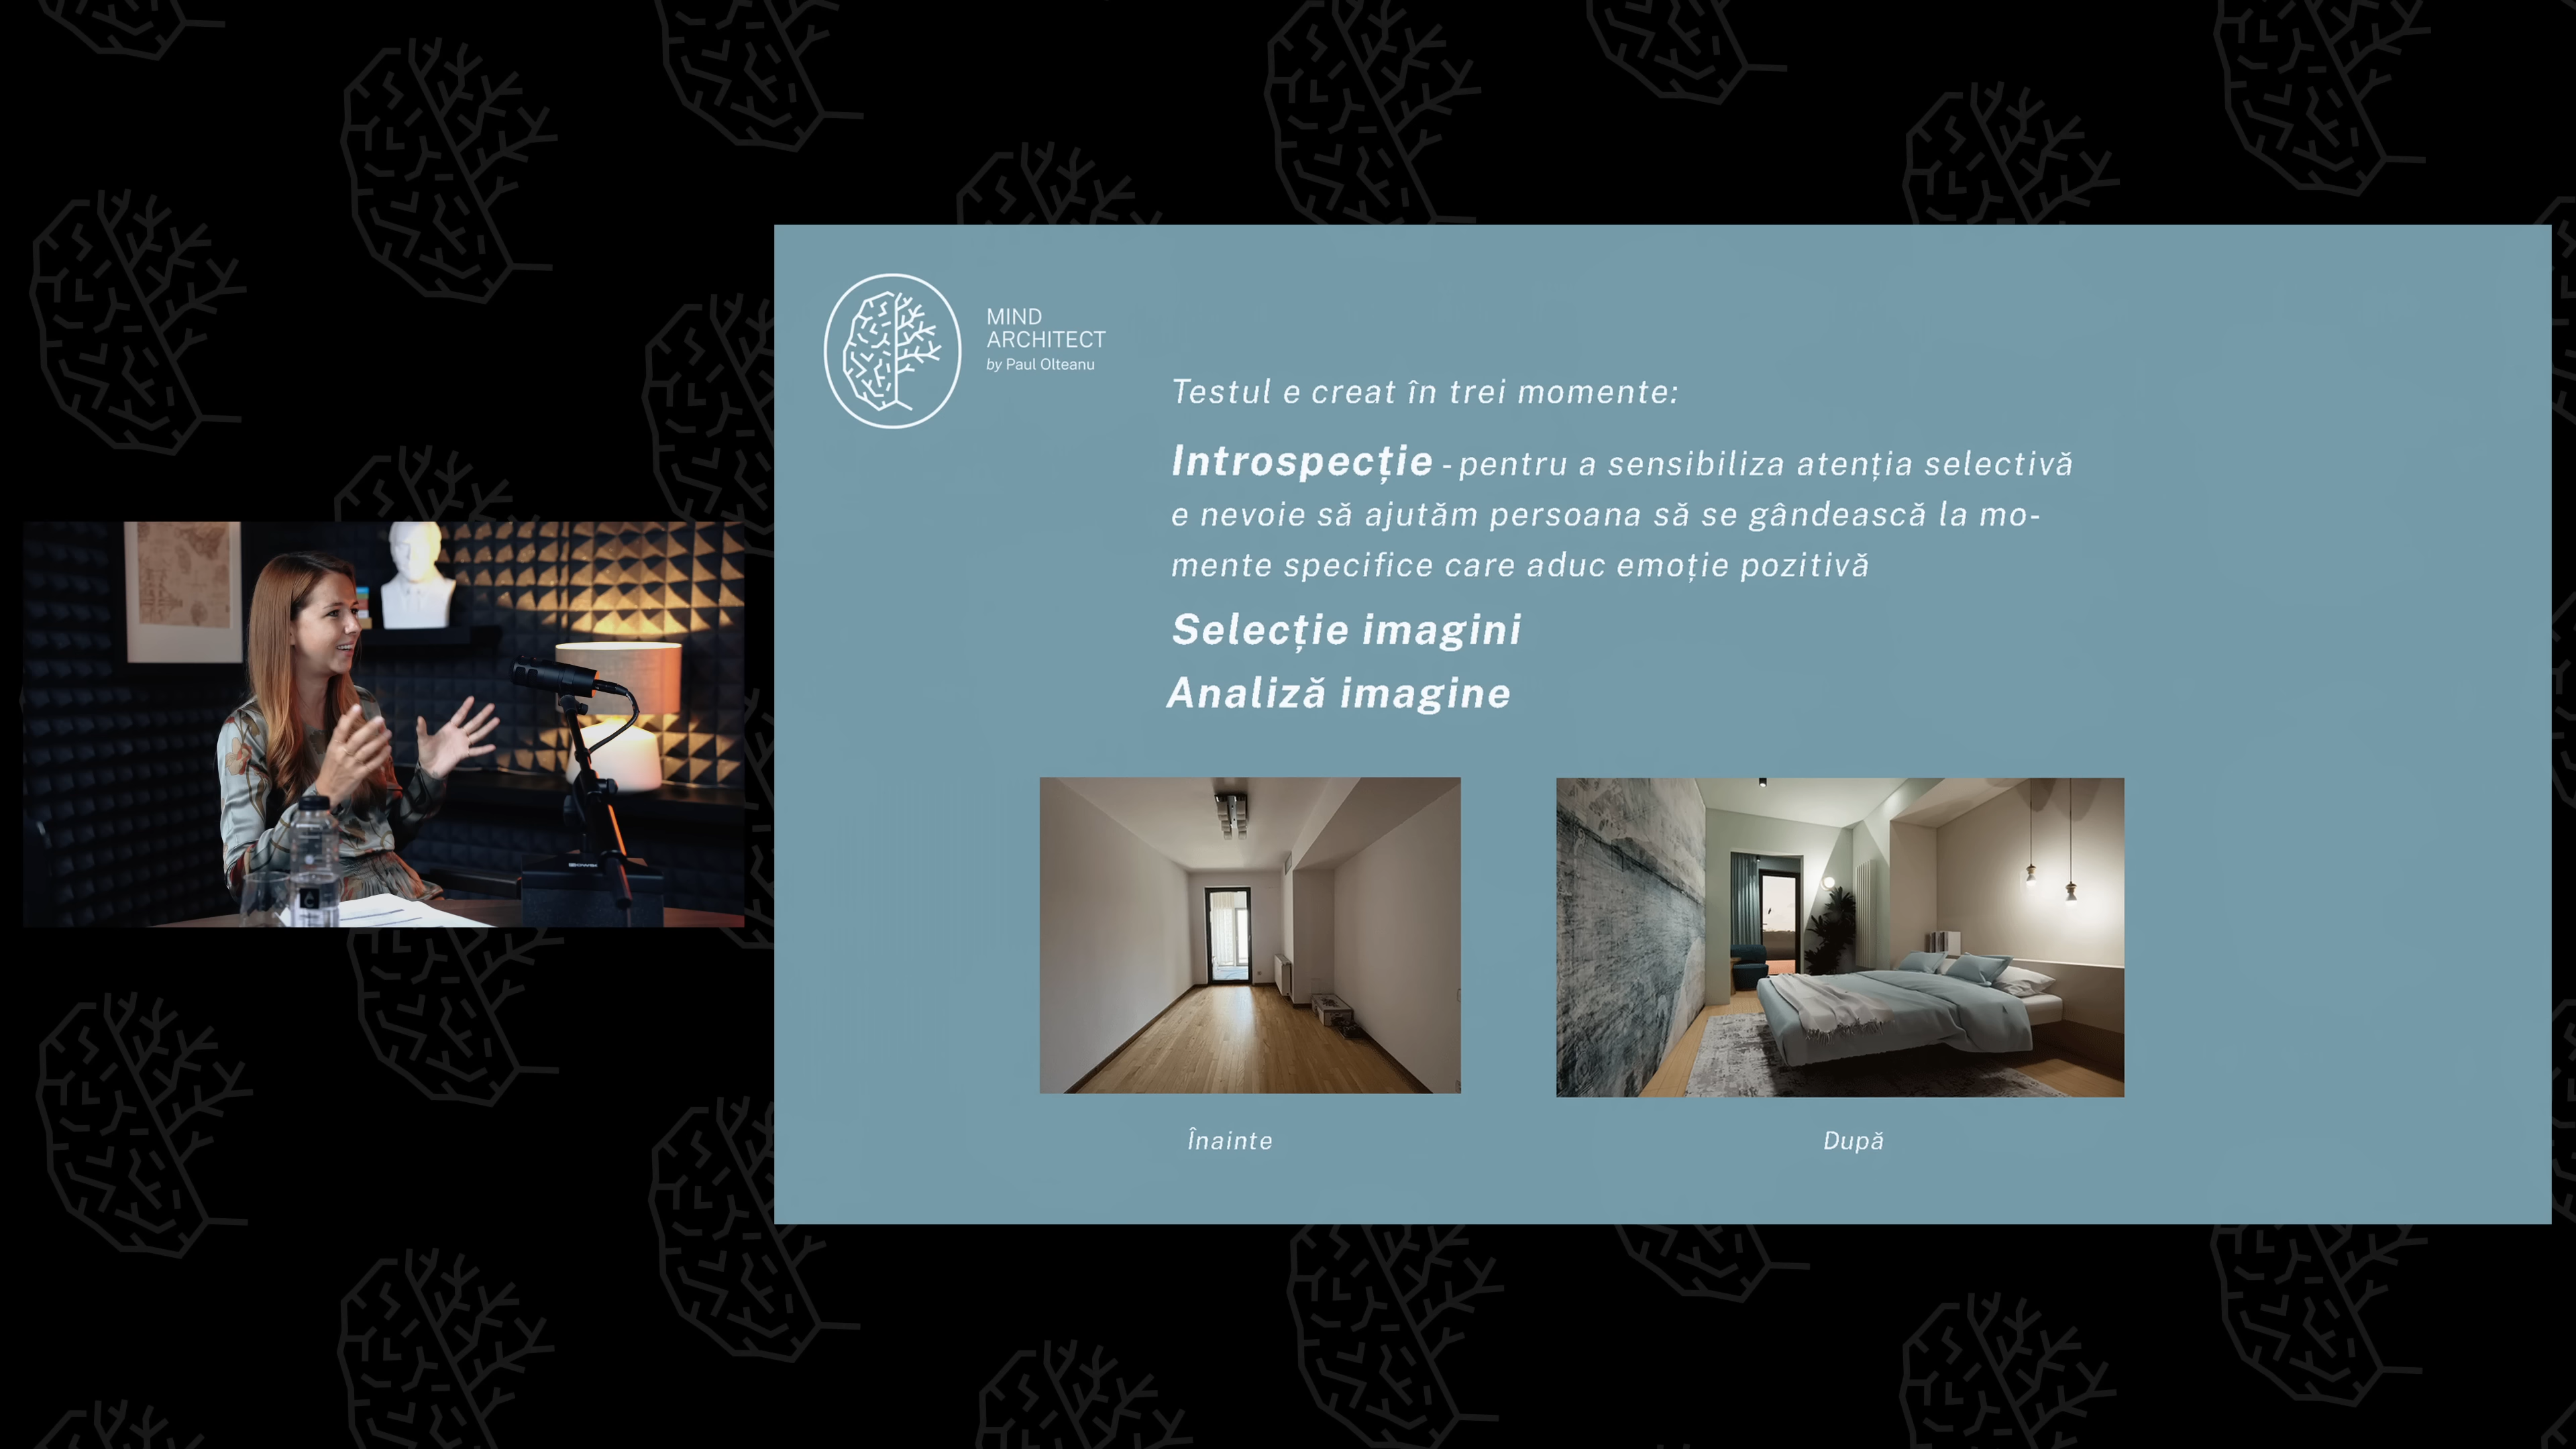 MIND
ARCHITECT
by Paul Olteanu
Testul e creat în trei momente:
Introspecție - pentru a sensibiliza atenția selectivă
e nevoie să ajutăm persoana să se gândească la mo-
mente specifice care aduc emoție pozitivă
Selecție imagini
Analiză imagine
Înainte
După